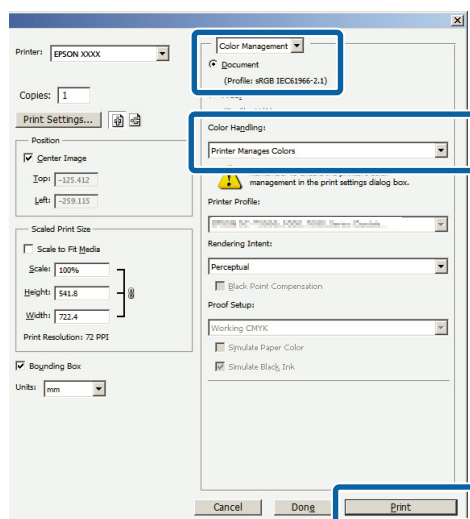 Printer: EPSON XXXX
Copies: 1
Print Settings...
Position
Center Image
Top: -125.412
Left: -259.115
Scaled Print Size
Scale to Fit Media
Scale: 100%
Height: 541.8
Width: 722.4
Print Resolution: 72 PPI
Bounding Box
Units: mm
Color Management
Document
(Profile: sRGB IEC61966-2.1)
Color Handling:
Printer Manages Colors
management in the print settings dialog box.
Printer Profile:
Rendering Intent:
Perceptual
Black Point Compensation
Proof Setup:
Working CMYK
Simulate Paper Color
Simulate Black Ink
Cancel
Done
Print